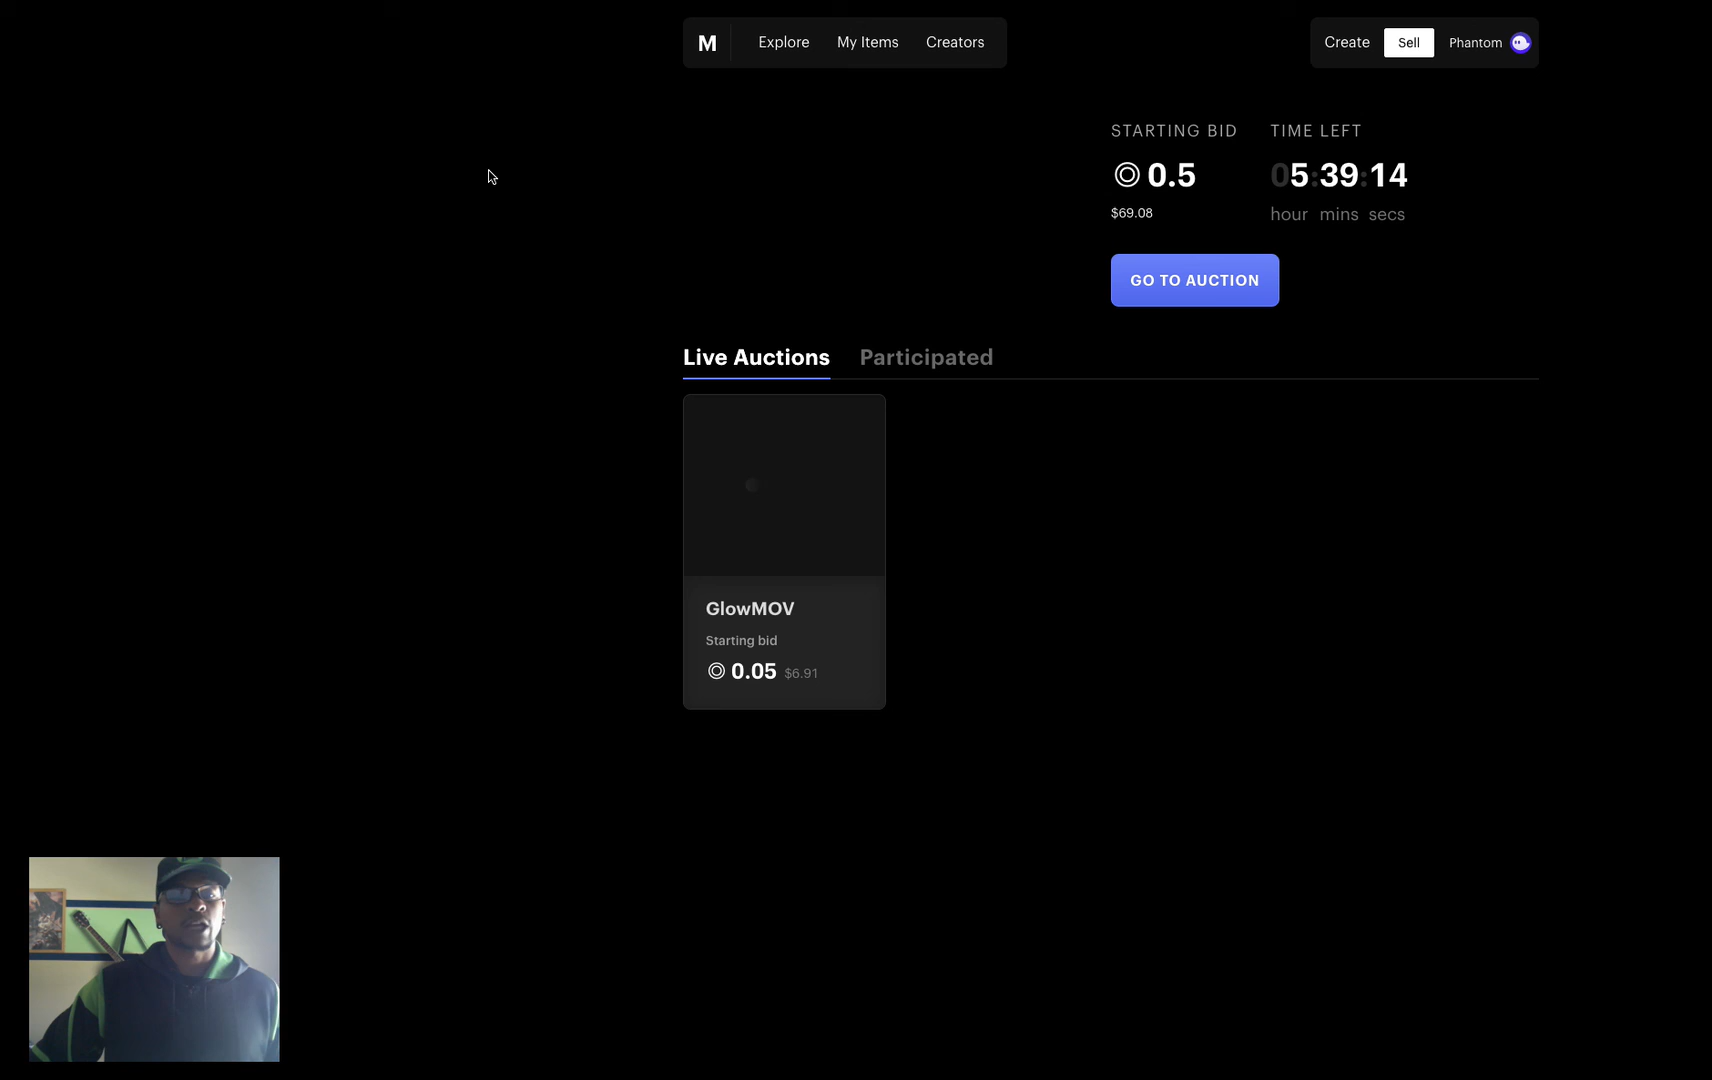 M Explore My Items Creators Create Sell Phantom
STARTING BID TIME LEFT
0.5 05:39:14
$69.08 hour mins secs
GO TO AUCTION
Live Auctions Participated
GlowMOV
Starting bid
0.05 $6.91